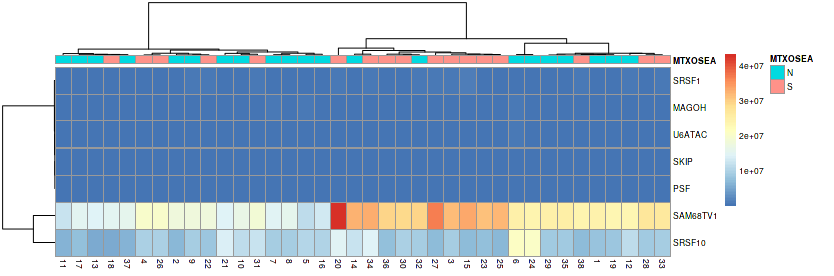 MTXOSEA
SRSF1
MAGOH
U6ATAC
SKIP
PSF
SAM68TV1
SRSF10
11 17 13 18 37 4 26 2 9 22 21 10 31 7 8 5 16 20 14 34 36 30 32 27 3 15 23 25 6 24 29 35 38 1 19 12 28 33
4e+07
3e+07
2e+07
1e+07
MTXOSEA
N
S